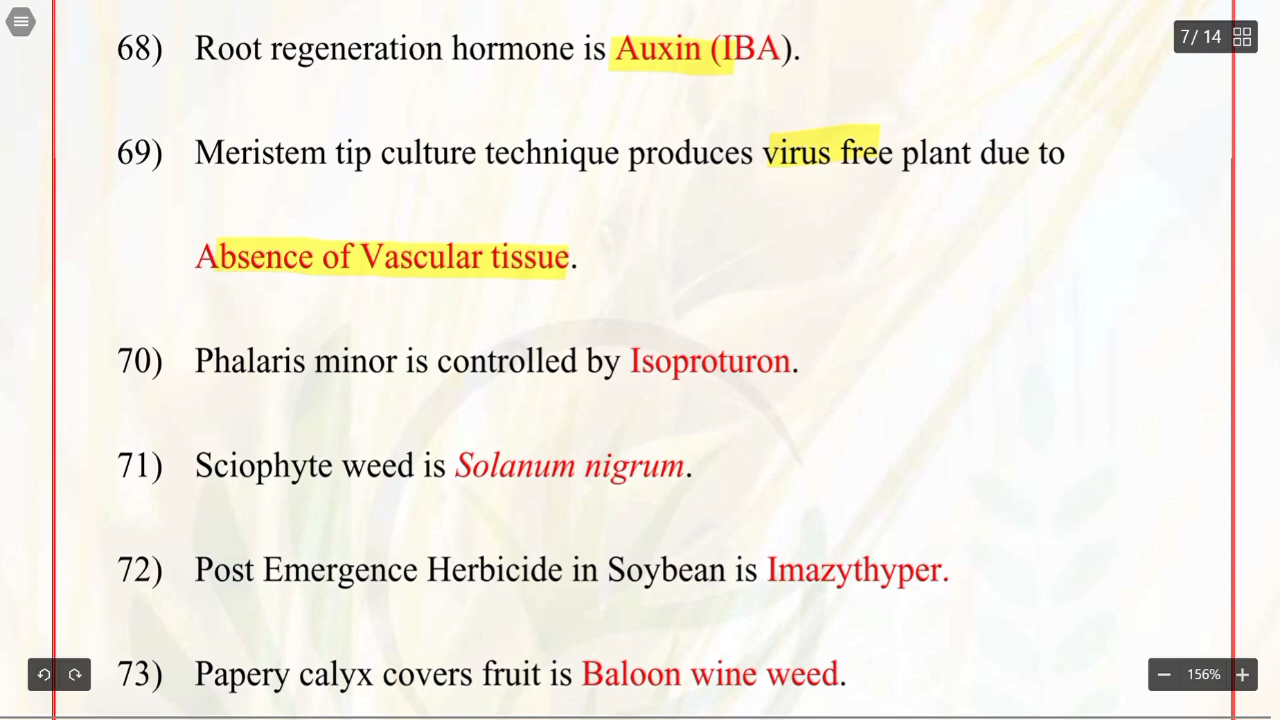 68) Root regeneration hormone is Auxin (IBA).
7 / 14
69) Meristem tip culture technique produces virus free plant due to
Absence of Vascular tissue.
70) Phalaris minor is controlled by Isoproturon.
71) Sciophyte weed is Solanum nigrum.
72) Post Emergence Herbicide in Soybean is Imazythyper.
73) Papery calyx covers fruit is Baloon wine weed.
156%